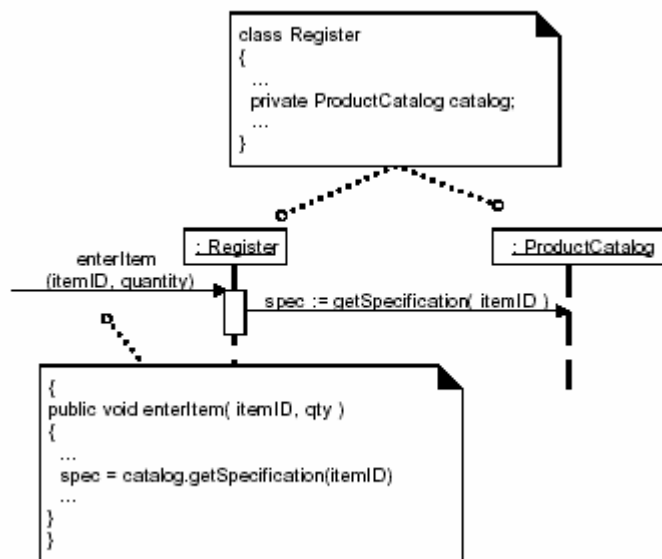 class Register
{
...
private ProductCatalog catalog;
...
}
: Register
: ProductCatalog
enterItem
(itemID, quantity)
spec := getSpecification( itemID )
{
public void enterItem( itemID, qty )
{
...
spec = catalog.getSpecification(itemID)
...
}
}